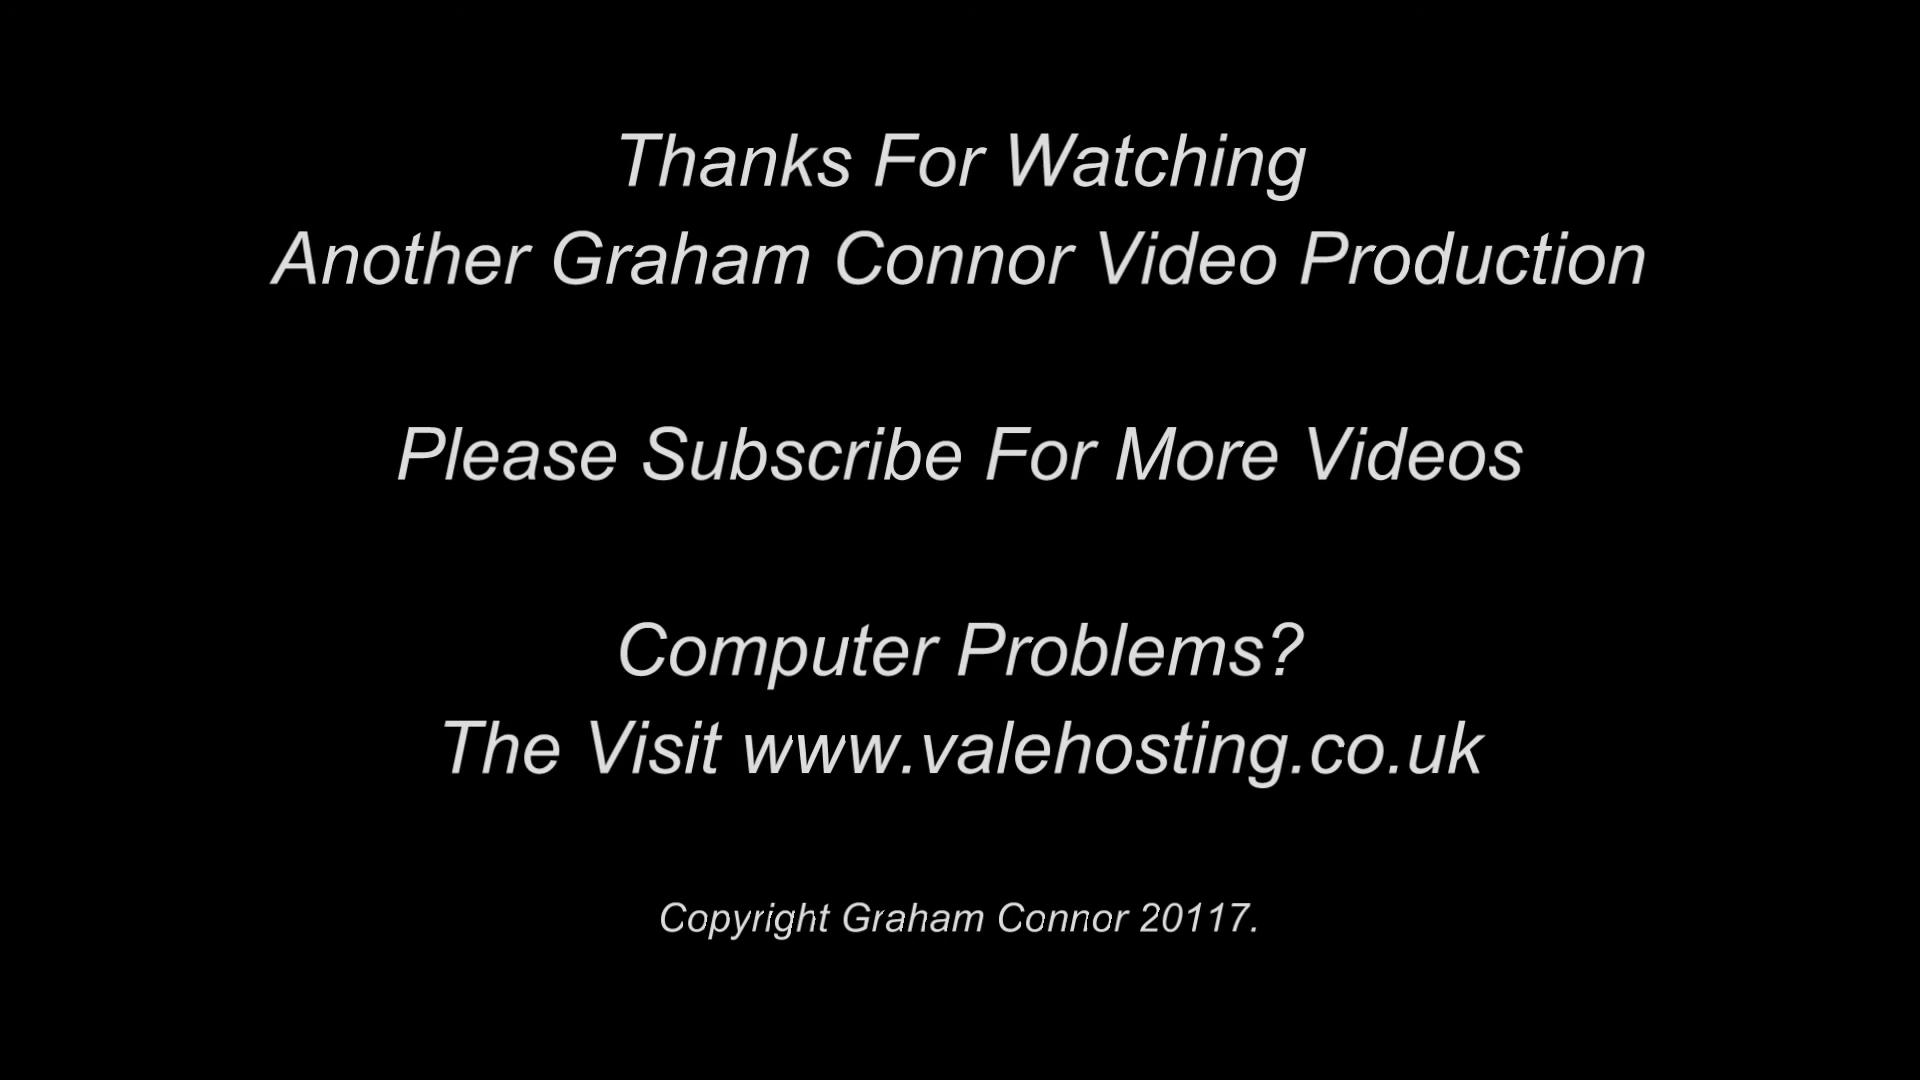 Thanks For Watching
Another Graham Connor Video Production
Please Subscribe For More Videos
Computer Problems?
The Visit www.valehosting.co.uk
Copyright Graham Connor 20117.